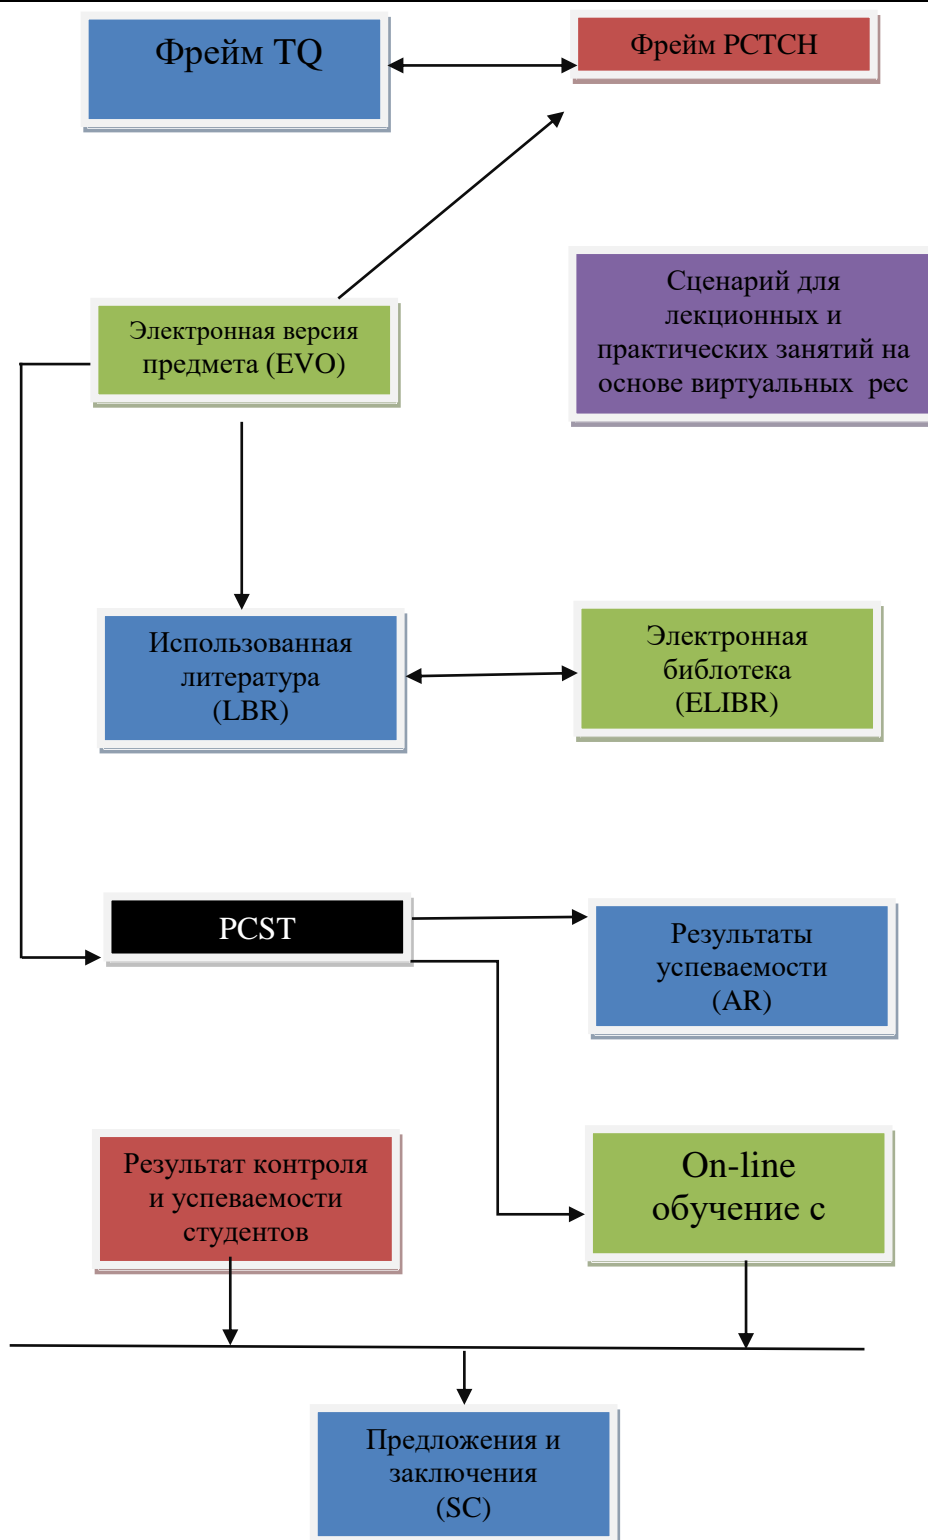 Фрейм TQ
Фрейм PCTCH
Сценарий для
лекционных и
практических занятий на
основе виртуальных рес
Электронная версия
предмета (EVO)
Использованная
литература
(LBR)
Электронная
библотека
(ELIBR)
PCST
Результаты
успеваемости
(AR)
Результат контроля
и успеваемости
студентов
On-line
обучение с
Предложения и
заключения
(SC)